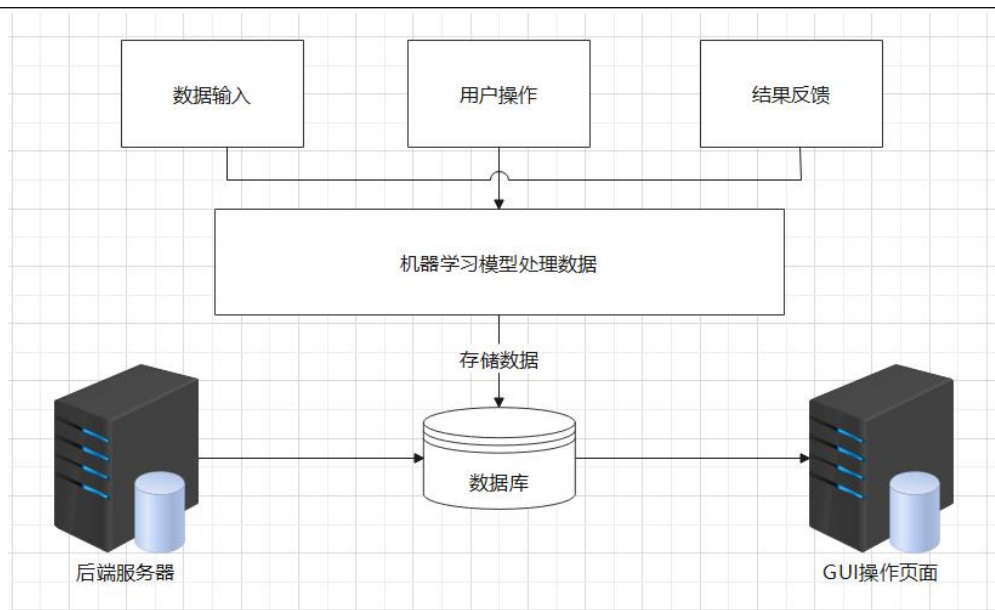 数据输入
用户操作
结果反馈
机器学习模型处理数据
存储数据
数据库
后端服务器
GUI操作页面